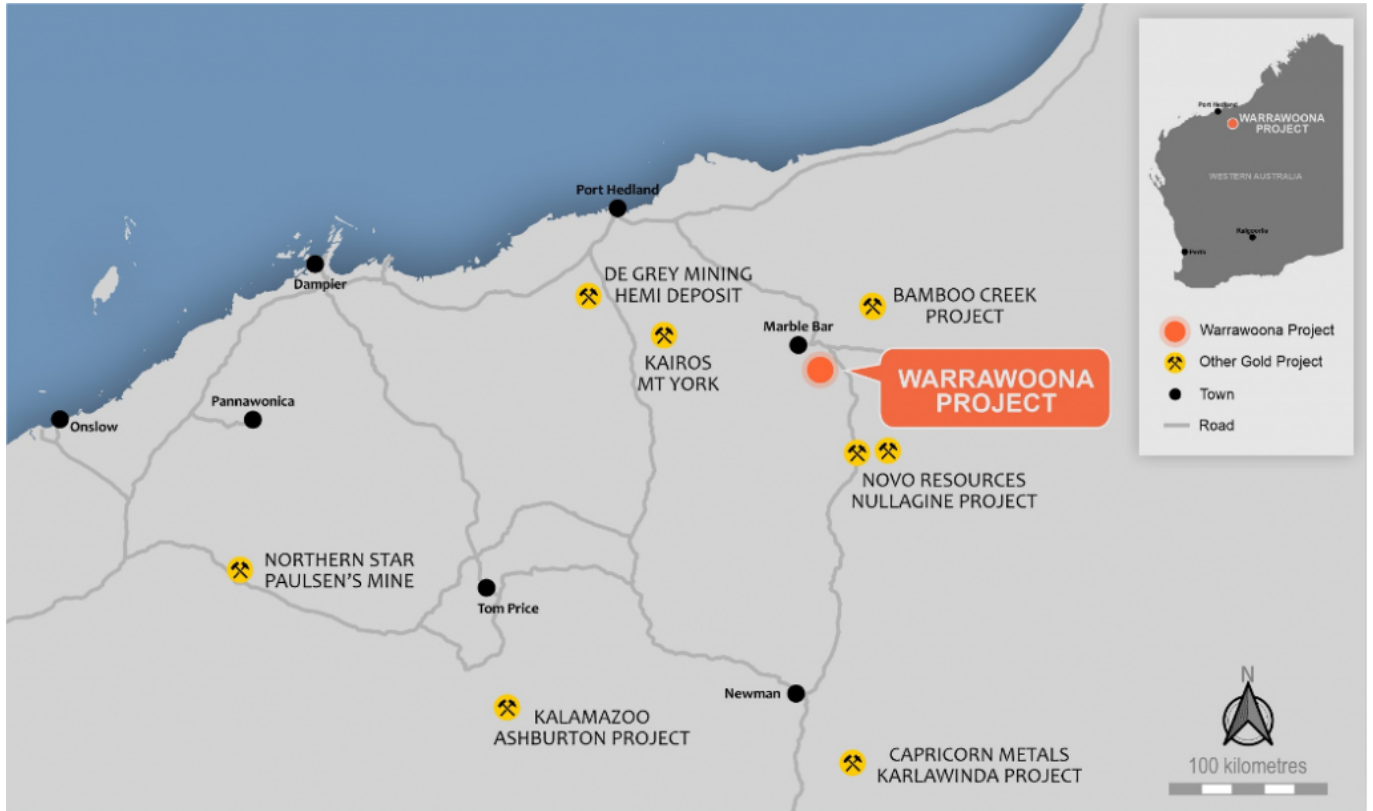 Port Hedland
WARRAWOONA
PROJECT
WESTERN AUSTRALIA
Kalgoorlie
Perth
Port Hedland
Dampier
DE GREY MINING
HEMI DEPOSIT
BAMBOO CREEK
PROJECT
Marble Bar
KAIROS
MT YORK
WARRAWOONA
PROJECT
Warrawoona Project
Other Gold Project
Town
Road
Pannawonica
Onslow
NOVO RESOURCES
NULLAGINE PROJECT
NORTHERN STAR
PAULSEN'S MINE
Tom Price
Newman
KALAMAZOO
ASHBURTON PROJECT
CAPRICORN METALS
KARLAWINDA PROJECT
N
100 kilometres